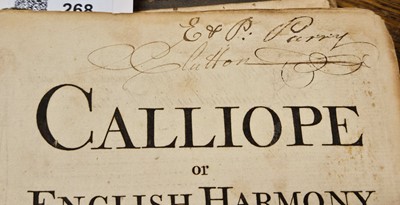 268
E & P: Parry
Clutton
CALLIOPE
or
ENGLISH HARMONY